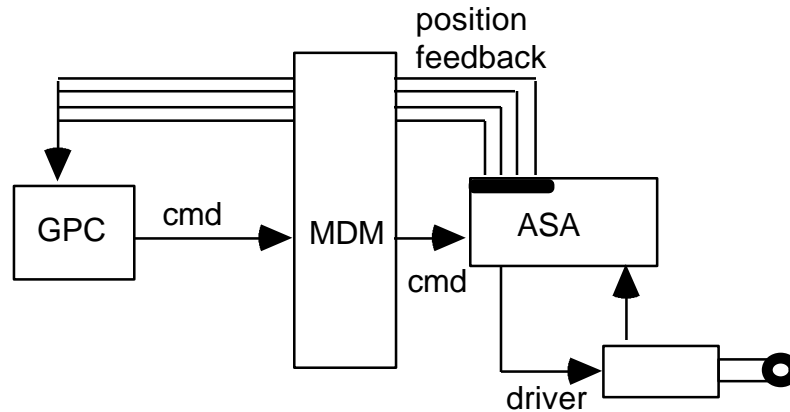 position
feedback
GPC
cmd
MDM
cmd
ASA
driver